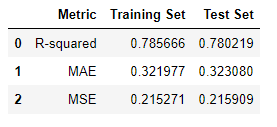 Metric Training Set Test Set
0 R-squared 0.785666 0.780219
1 MAE 0.321977 0.323080
2 MSE 0.215271 0.215909